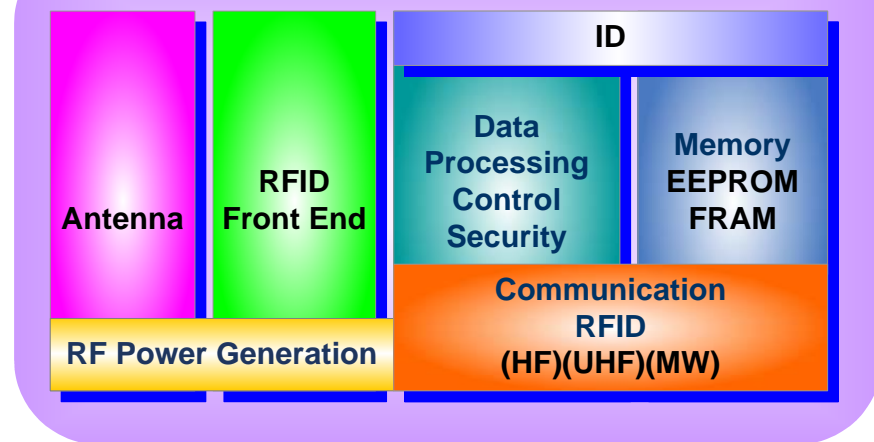 Antenna
RFID
Front End
ID
Data
Processing
Control
Security
Memory
EEPROM
FRAM
RF Power Generation
Communication
RFID
(HF)(UHF)(MW)